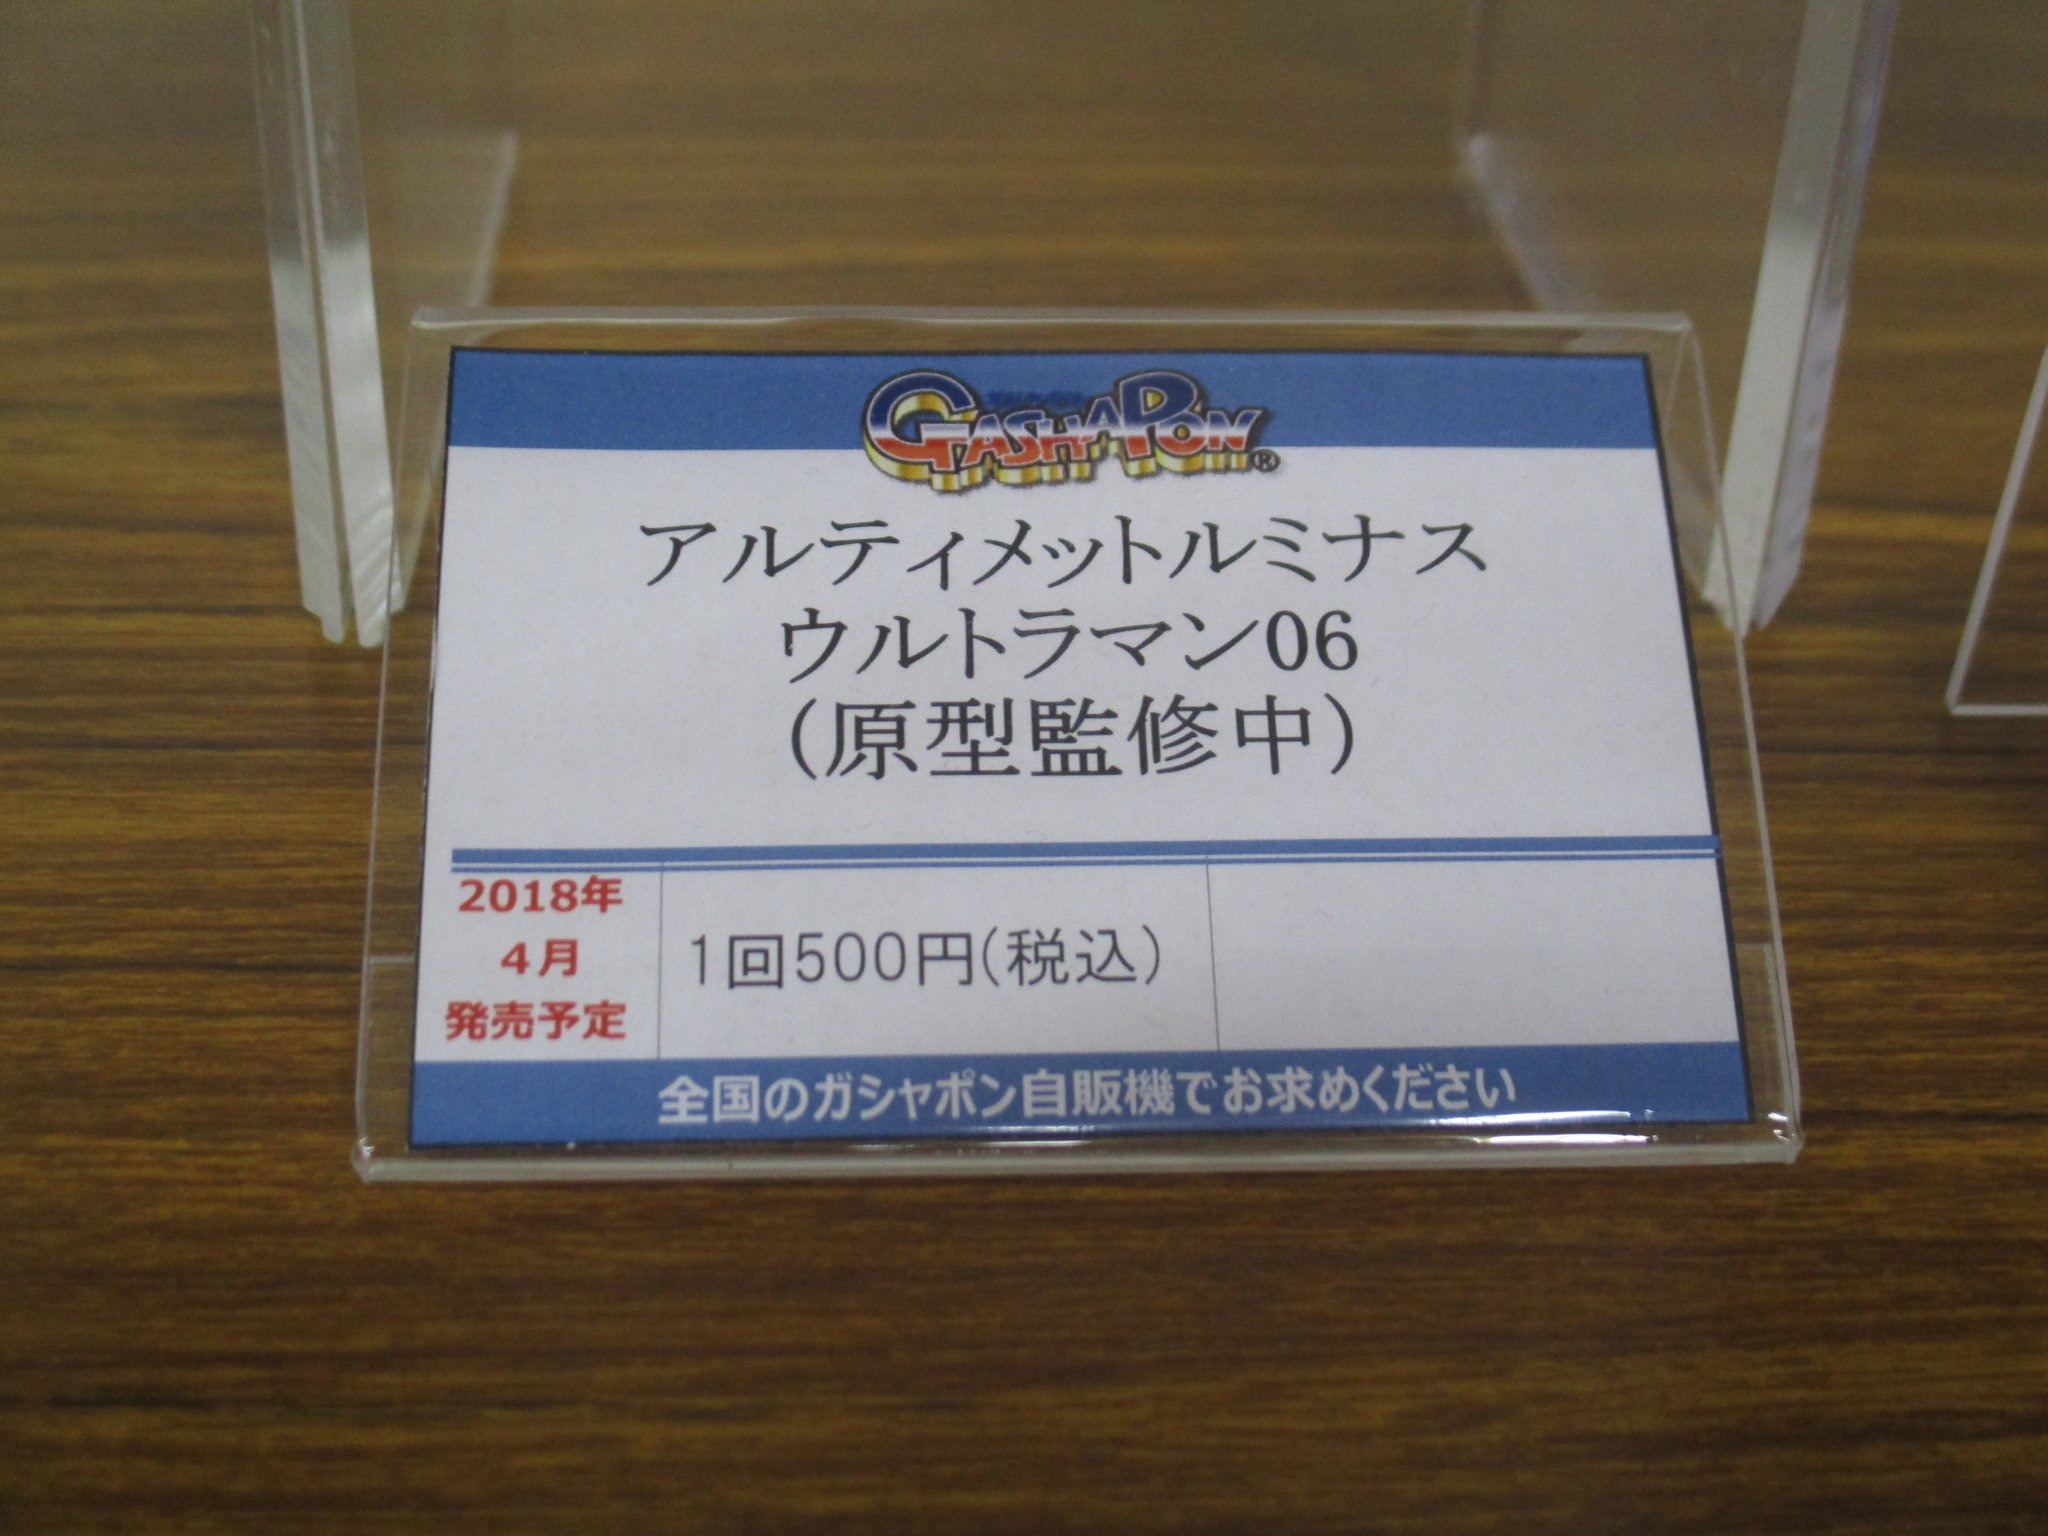 GASHAPON®
アルティメットルミナス
ウルトラマン06
(原型監修中)
2018年
4月
発売予定
1回500円(税込)
全国のガシャポン自販機でお求めください